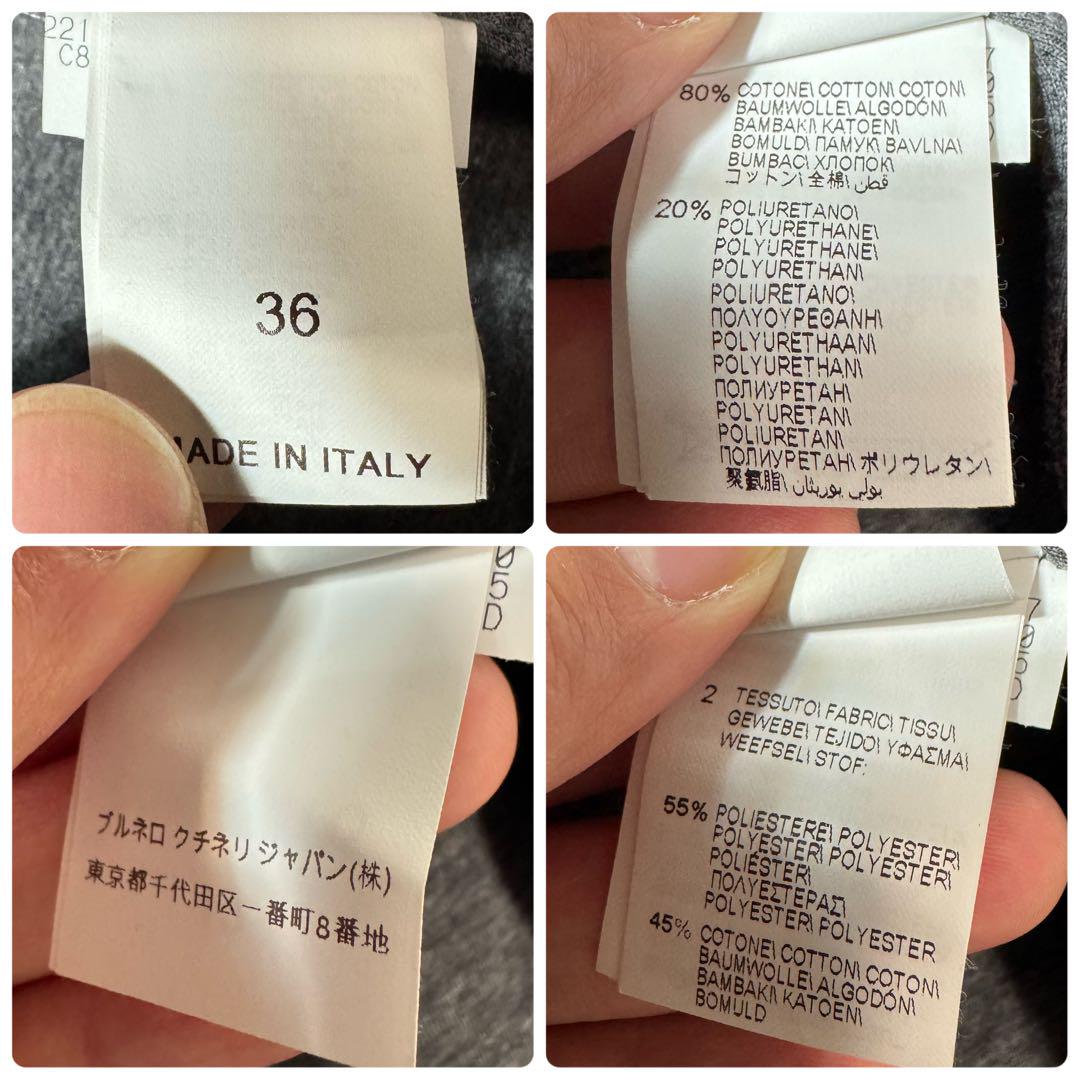 221
C8
36
MADE IN ITALY
80% COTONE\ COTTON\ COTON\
BAUMWOLLE\ ALGODÓN\
BAMBAKI\ KATOEN\
BOMULD\ ПАМУК\ BAVLNA\
BUMBAC\ ХЛОПОК\
コットン\ 全棉\ قطن
20% POLIURETANO\
POLYURETHANE\
POLYURETHANE\
POLYURETHAN\
POLIURETANO\
ΠΟΛΥΟΥΡΕΘΑΝΗ\
POLYURETHAAN\
POLYURETHAN\
ПОЛИУРЕТАН\
POLYURETAN\
POLIURETAN\
ПОЛИУРЕТАН\ ポリウレタン\
聚氨脂\ بولي يوريثان
05D
ブルネロ クチネリ ジャパン(株)
東京都千代田区一番町8番地
705D
2 TESSUTO\ FABRIC\ TISSU\
GEWEBE\ TEJIDO\ ΥΦΑΣΜΑ\
WEEFSEL\ STOF:
55% POLIESTERE\ POLYESTER\
POLYESTER\ POLYESTER\
POLIÉSTER\
ΠΟΛΥΕΣΤΕΡΑΣ\
POLYESTER\ POLYESTER
45% COTONE\ COTTON\ COTON\
BAUMWOLLE\ ALGODÓN\
BAMBAKI\ KATOEN\
BOMULD